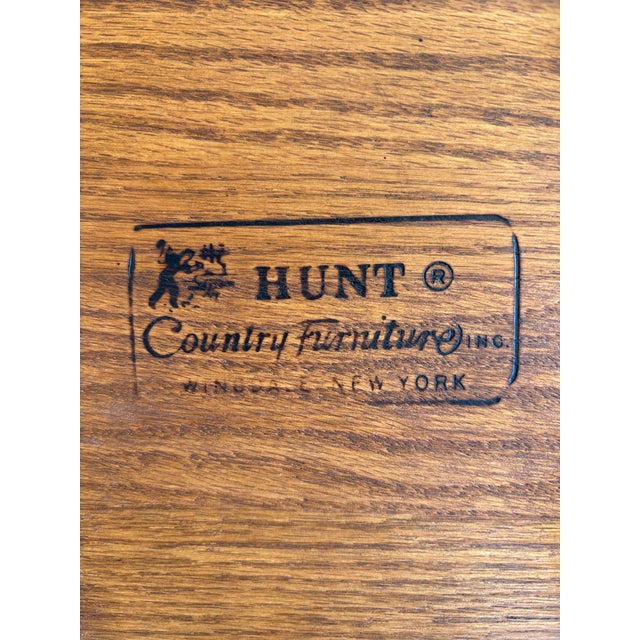 HUNT ®
Country Furniture INC.
WINGDALE, NEW YORK